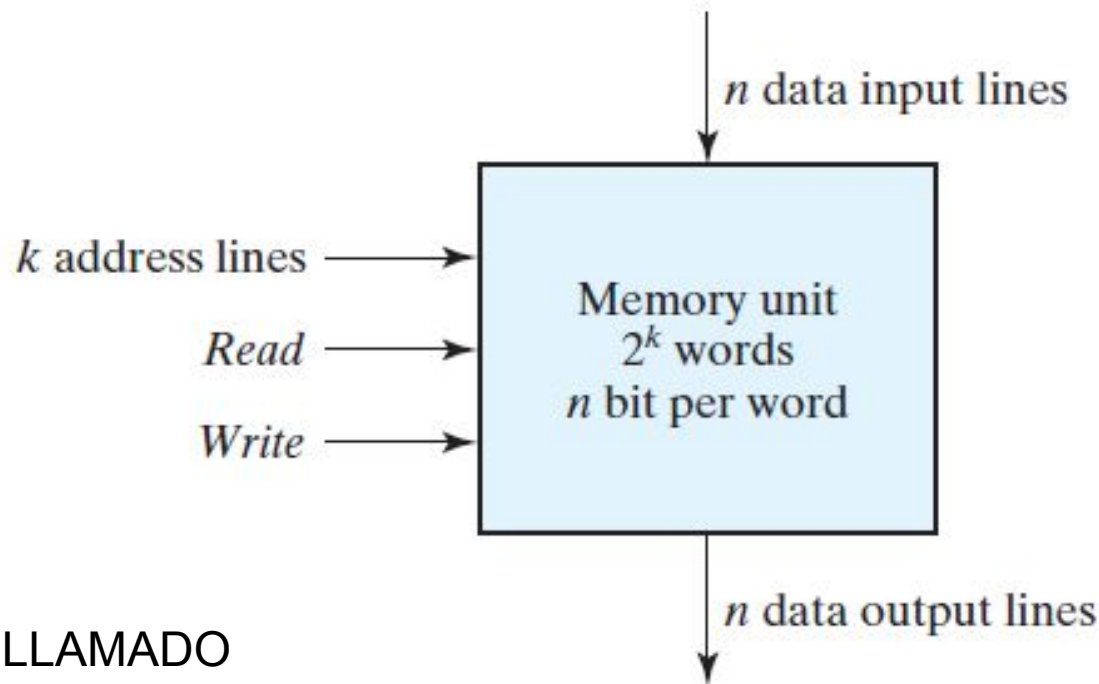 n data input lines
k address lines
Read
Write
Memory unit
2^k words
n bit per word
n data output lines
LLAMADO